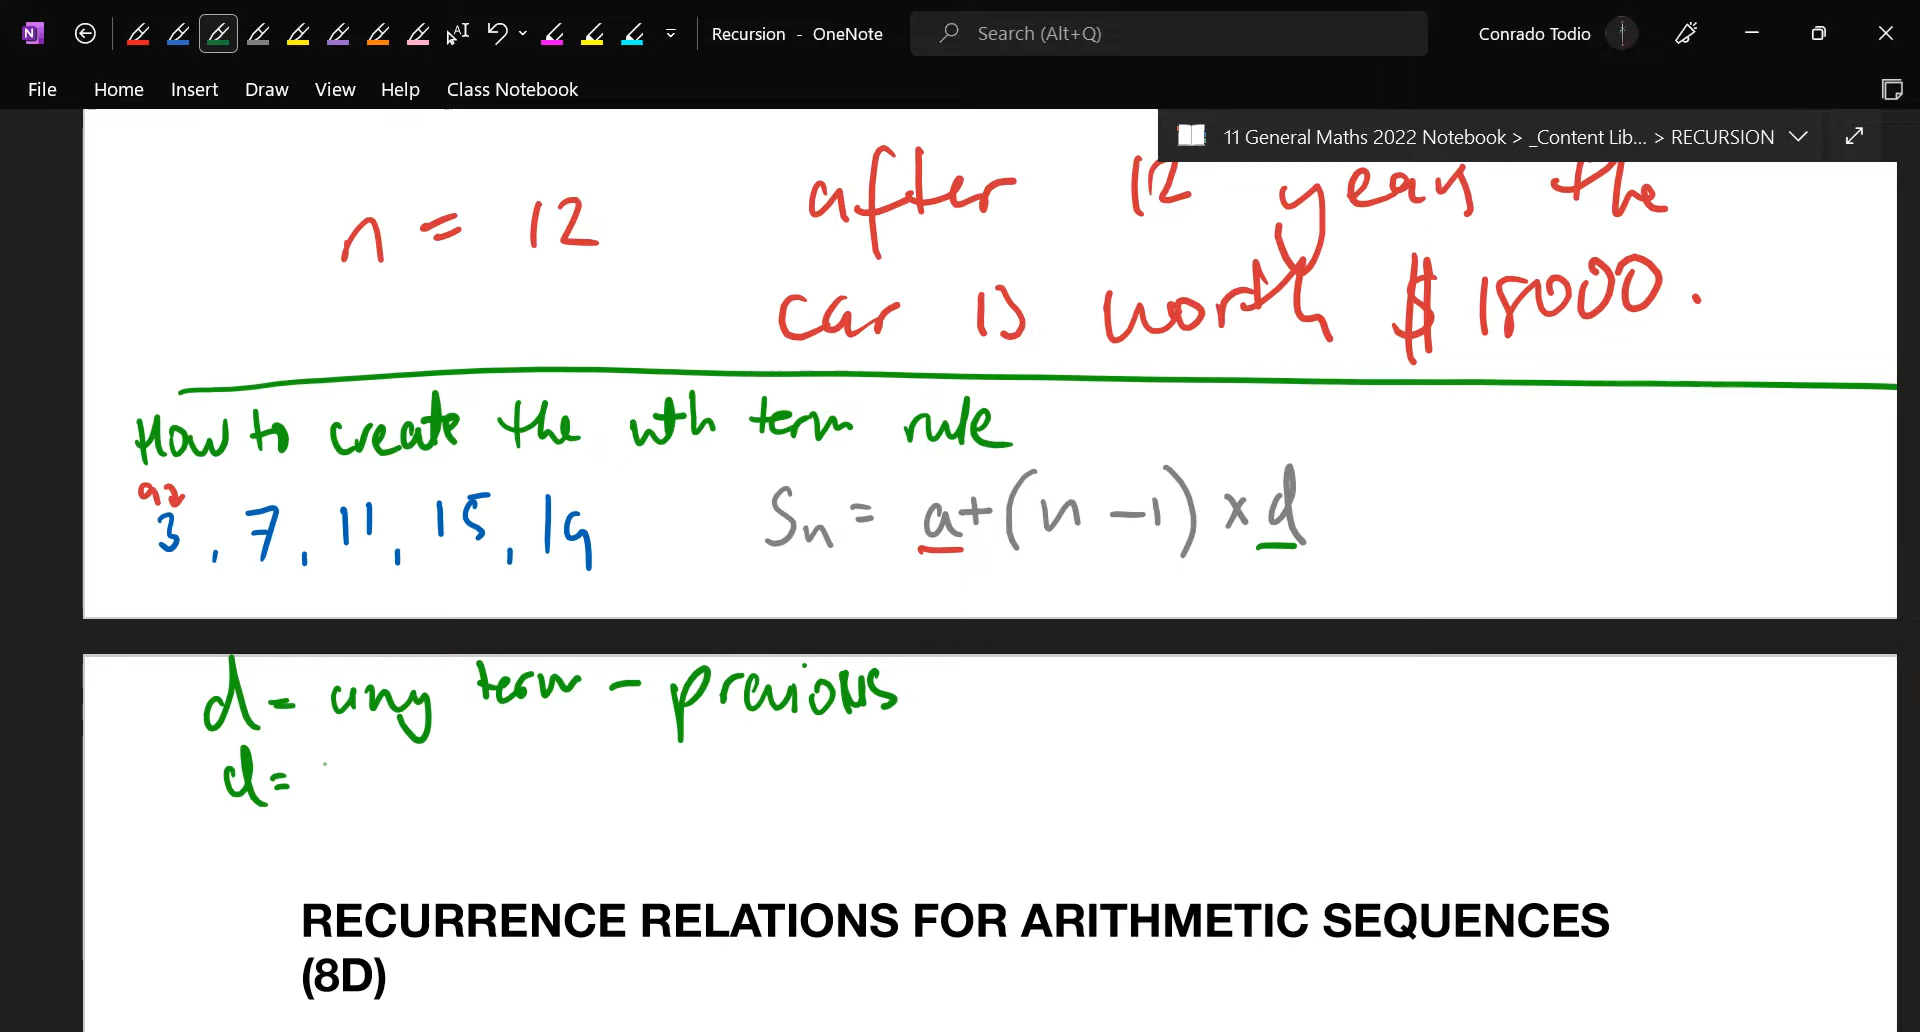 Recursion - OneNote
Search (Alt+Q)
Conrado Todio
File Home Insert Draw View Help Class Notebook
11 General Maths 2022 Notebook > _Content Lib... > RECURSION
n = 12
after 12 years the
car is worth $ 18000.
How to create the nth term rule
3, 7, 11, 15, 19
Sn = a+(n-1) × d
d= any term - previous
d=
RECURRENCE RELATIONS FOR ARITHMETIC SEQUENCES
(8D)